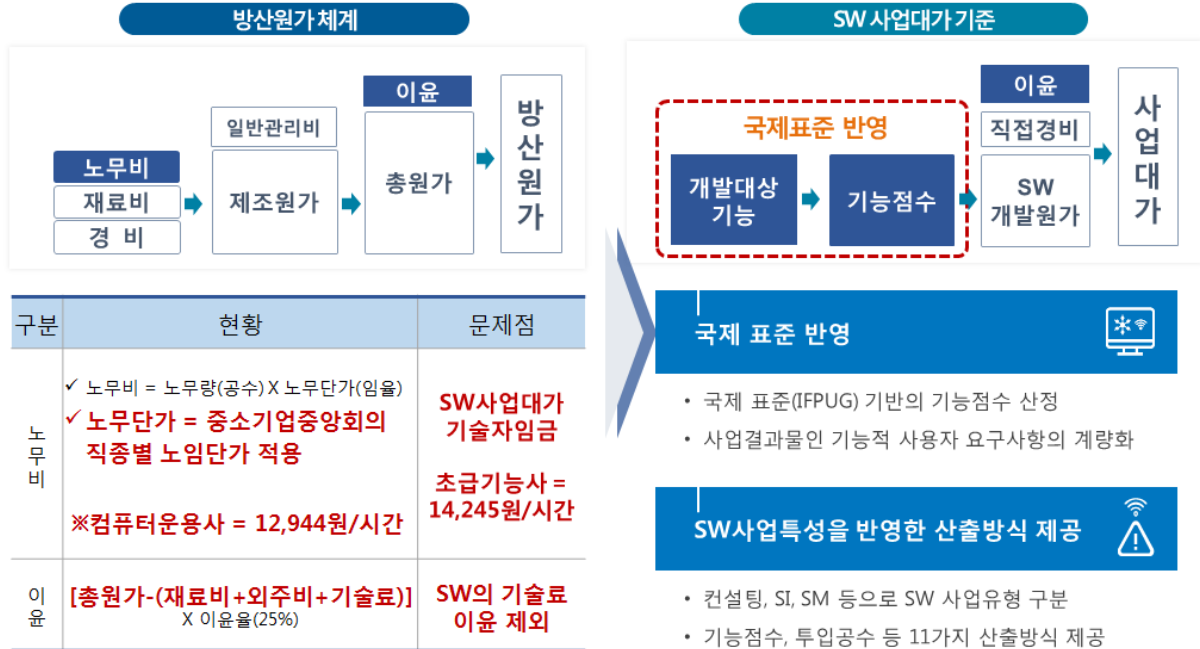 방산원가 체계
노무비
재료비
경 비
일반관리비
제조원가
이윤
총원가
방
산
원
가
구분
현황
문제점
노
무
비
✓ 노무비 = 노무량(공수) X 노무단가(임율)
✓ 노무단가 = 중소기업중앙회의
직종별 노임단가 적용
※컴퓨터운용사 = 12,944원/시간
SW사업대가
기술자임금
초급기능사 =
14,245원/시간
이
윤
[총원가-(재료비+외주비+기술료)]
X 이윤율(25%)
SW의 기술료
이윤 제외
SW 사업대가 기준
국제표준 반영
개발대상
기능
기능점수
이윤
직접경비
SW
개발원가
사
업
대
가
국제 표준 반영
• 국제 표준(IFPUG) 기반의 기능점수 산정
• 사업결과물인 기능적 사용자 요구사항의 계량화
SW사업특성을 반영한 산출방식 제공
• 컨설팅, SI, SM 등으로 SW 사업유형 구분
• 기능점수, 투입공수 등 11가지 산출방식 제공